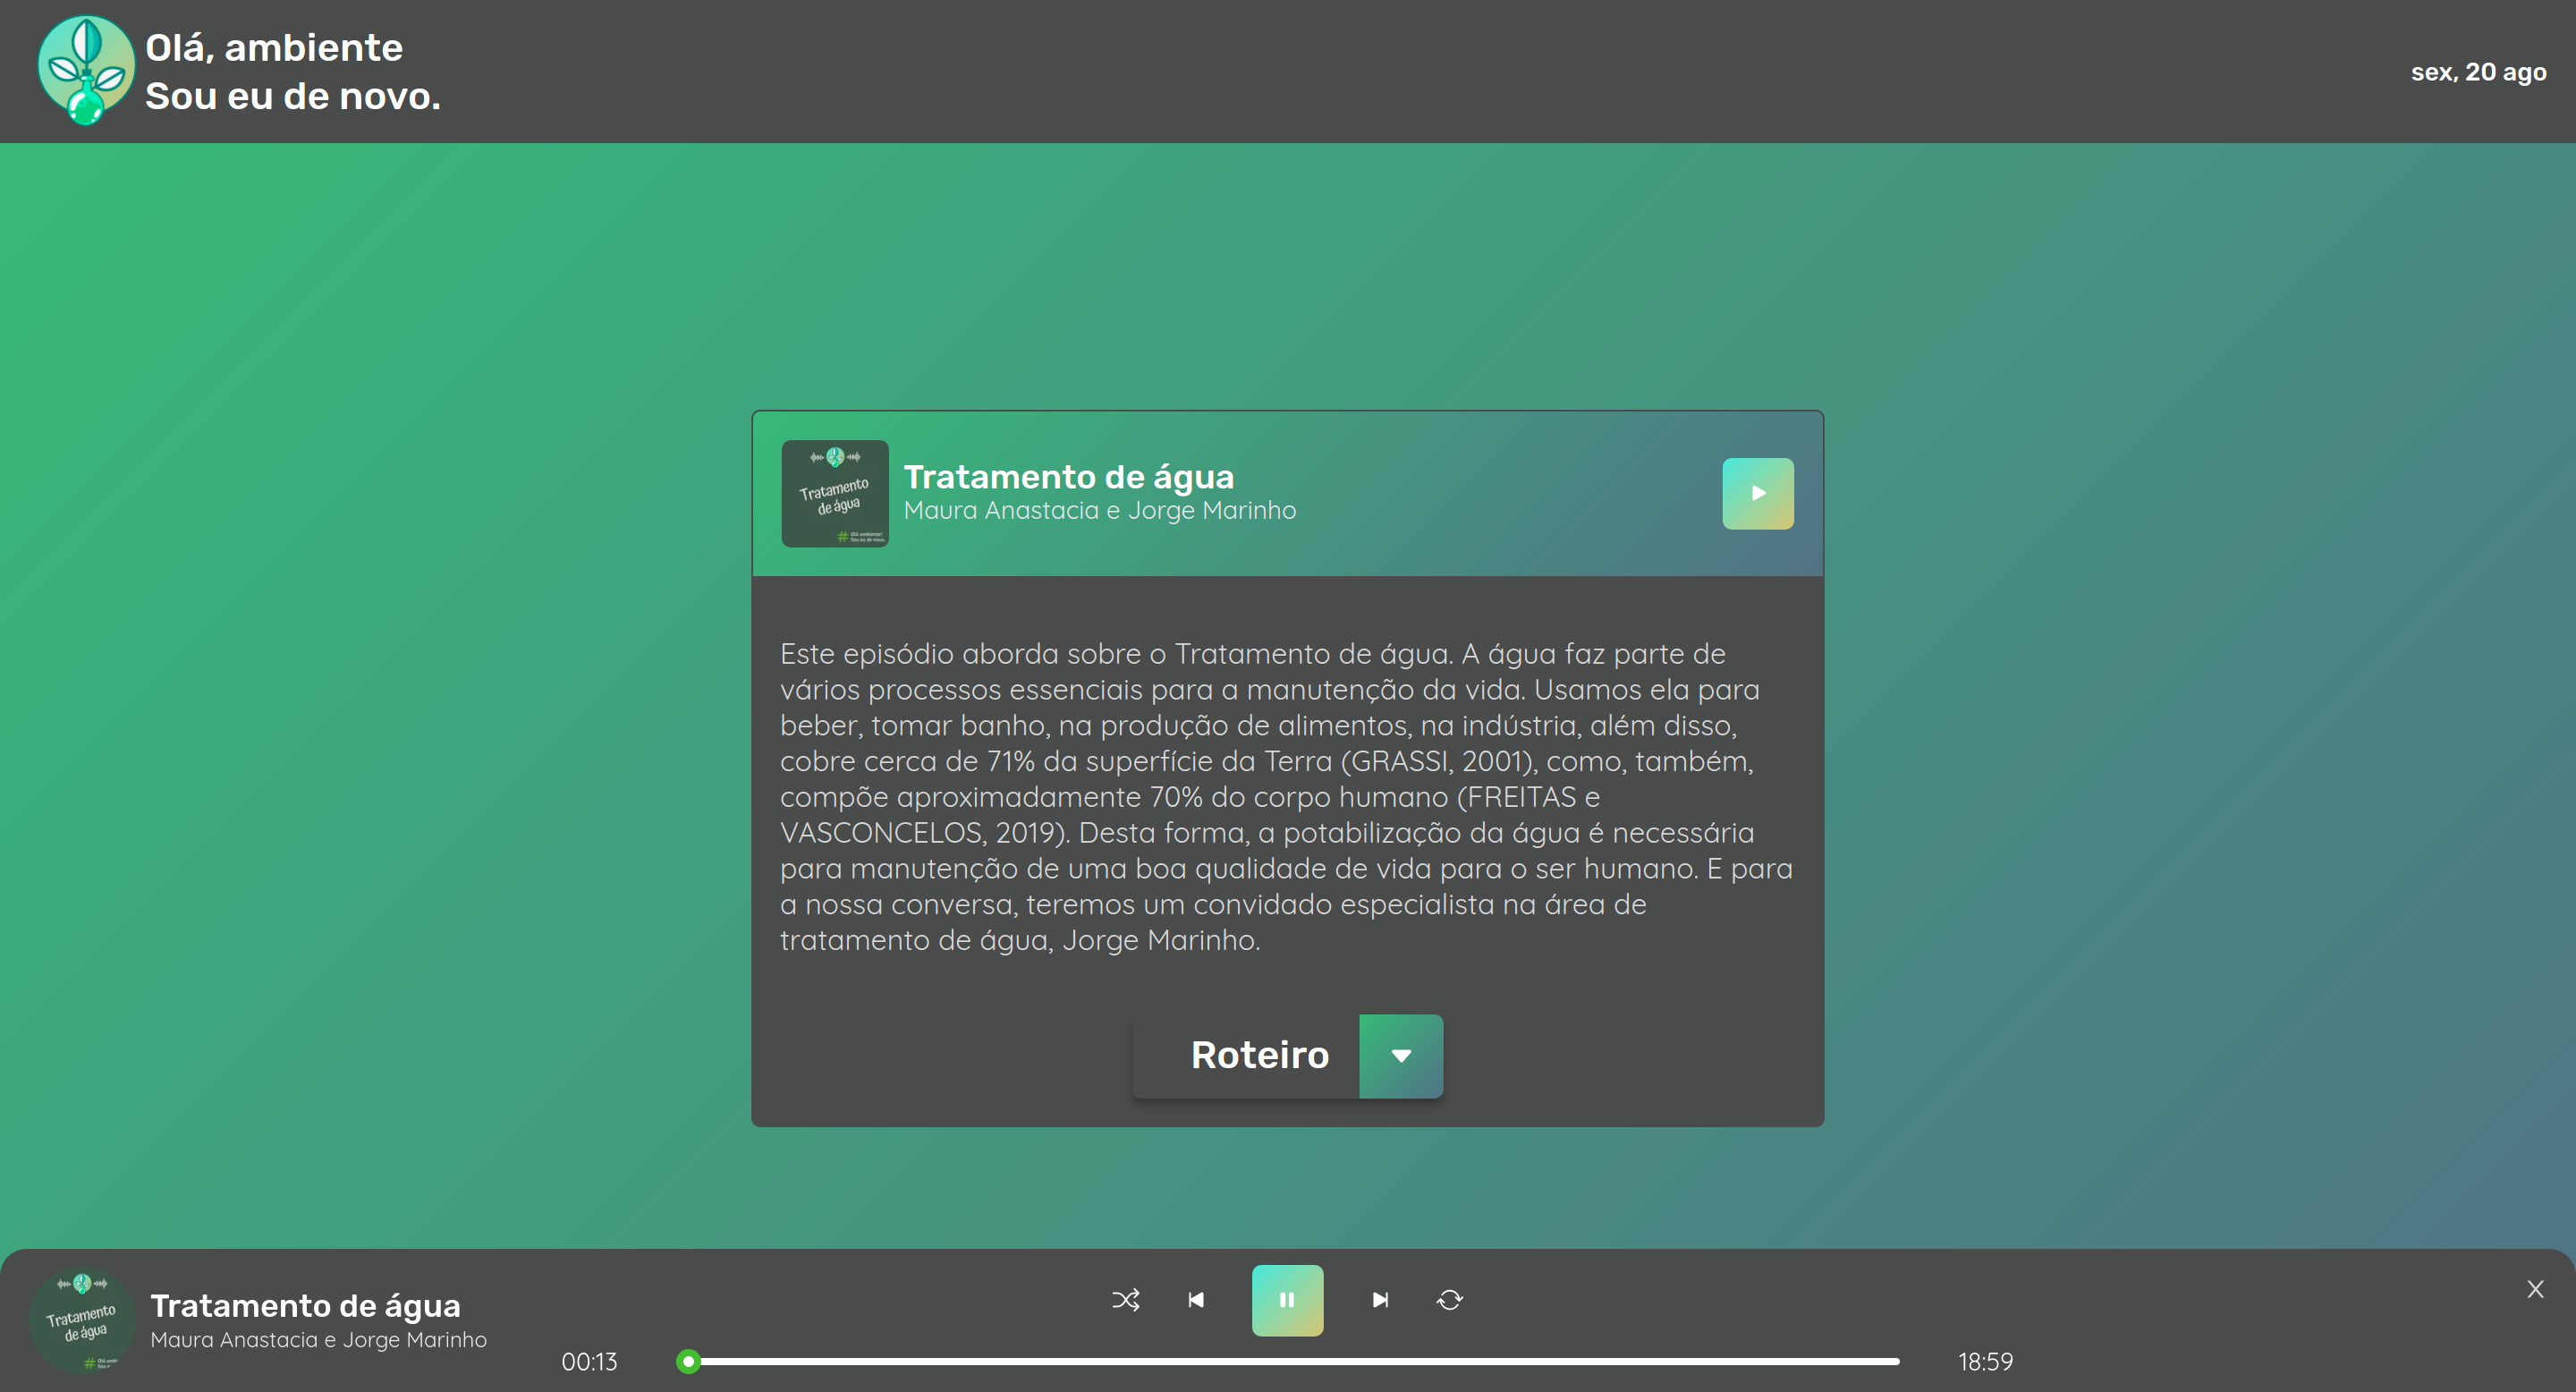 Olá, ambiente
Sou eu de novo.
sex, 20 ago
Tratamento
de água
# Olá ambiente!
Sou eu de novo.
Tratamento de água
Maura Anastacia e Jorge Marinho
Este episódio aborda sobre o Tratamento de água. A água faz parte de
vários processos essenciais para a manutenção da vida. Usamos ela para
beber, tomar banho, na produção de alimentos, na indústria, além disso,
cobre cerca de 71% da superfície da Terra (GRASSI, 2001), como, também,
compõe aproximadamente 70% do corpo humano (FREITAS e
VASCONCELOS, 2019). Desta forma, a potabilização da água é necessária
para manutenção de uma boa qualidade de vida para o ser humano. E para
a nossa conversa, teremos um convidado especialista na área de
tratamento de água, Jorge Marinho.
Roteiro
Tratamento
de água
Tratamento de água
Maura Anastacia e Jorge Marinho
00:13
18:59
X